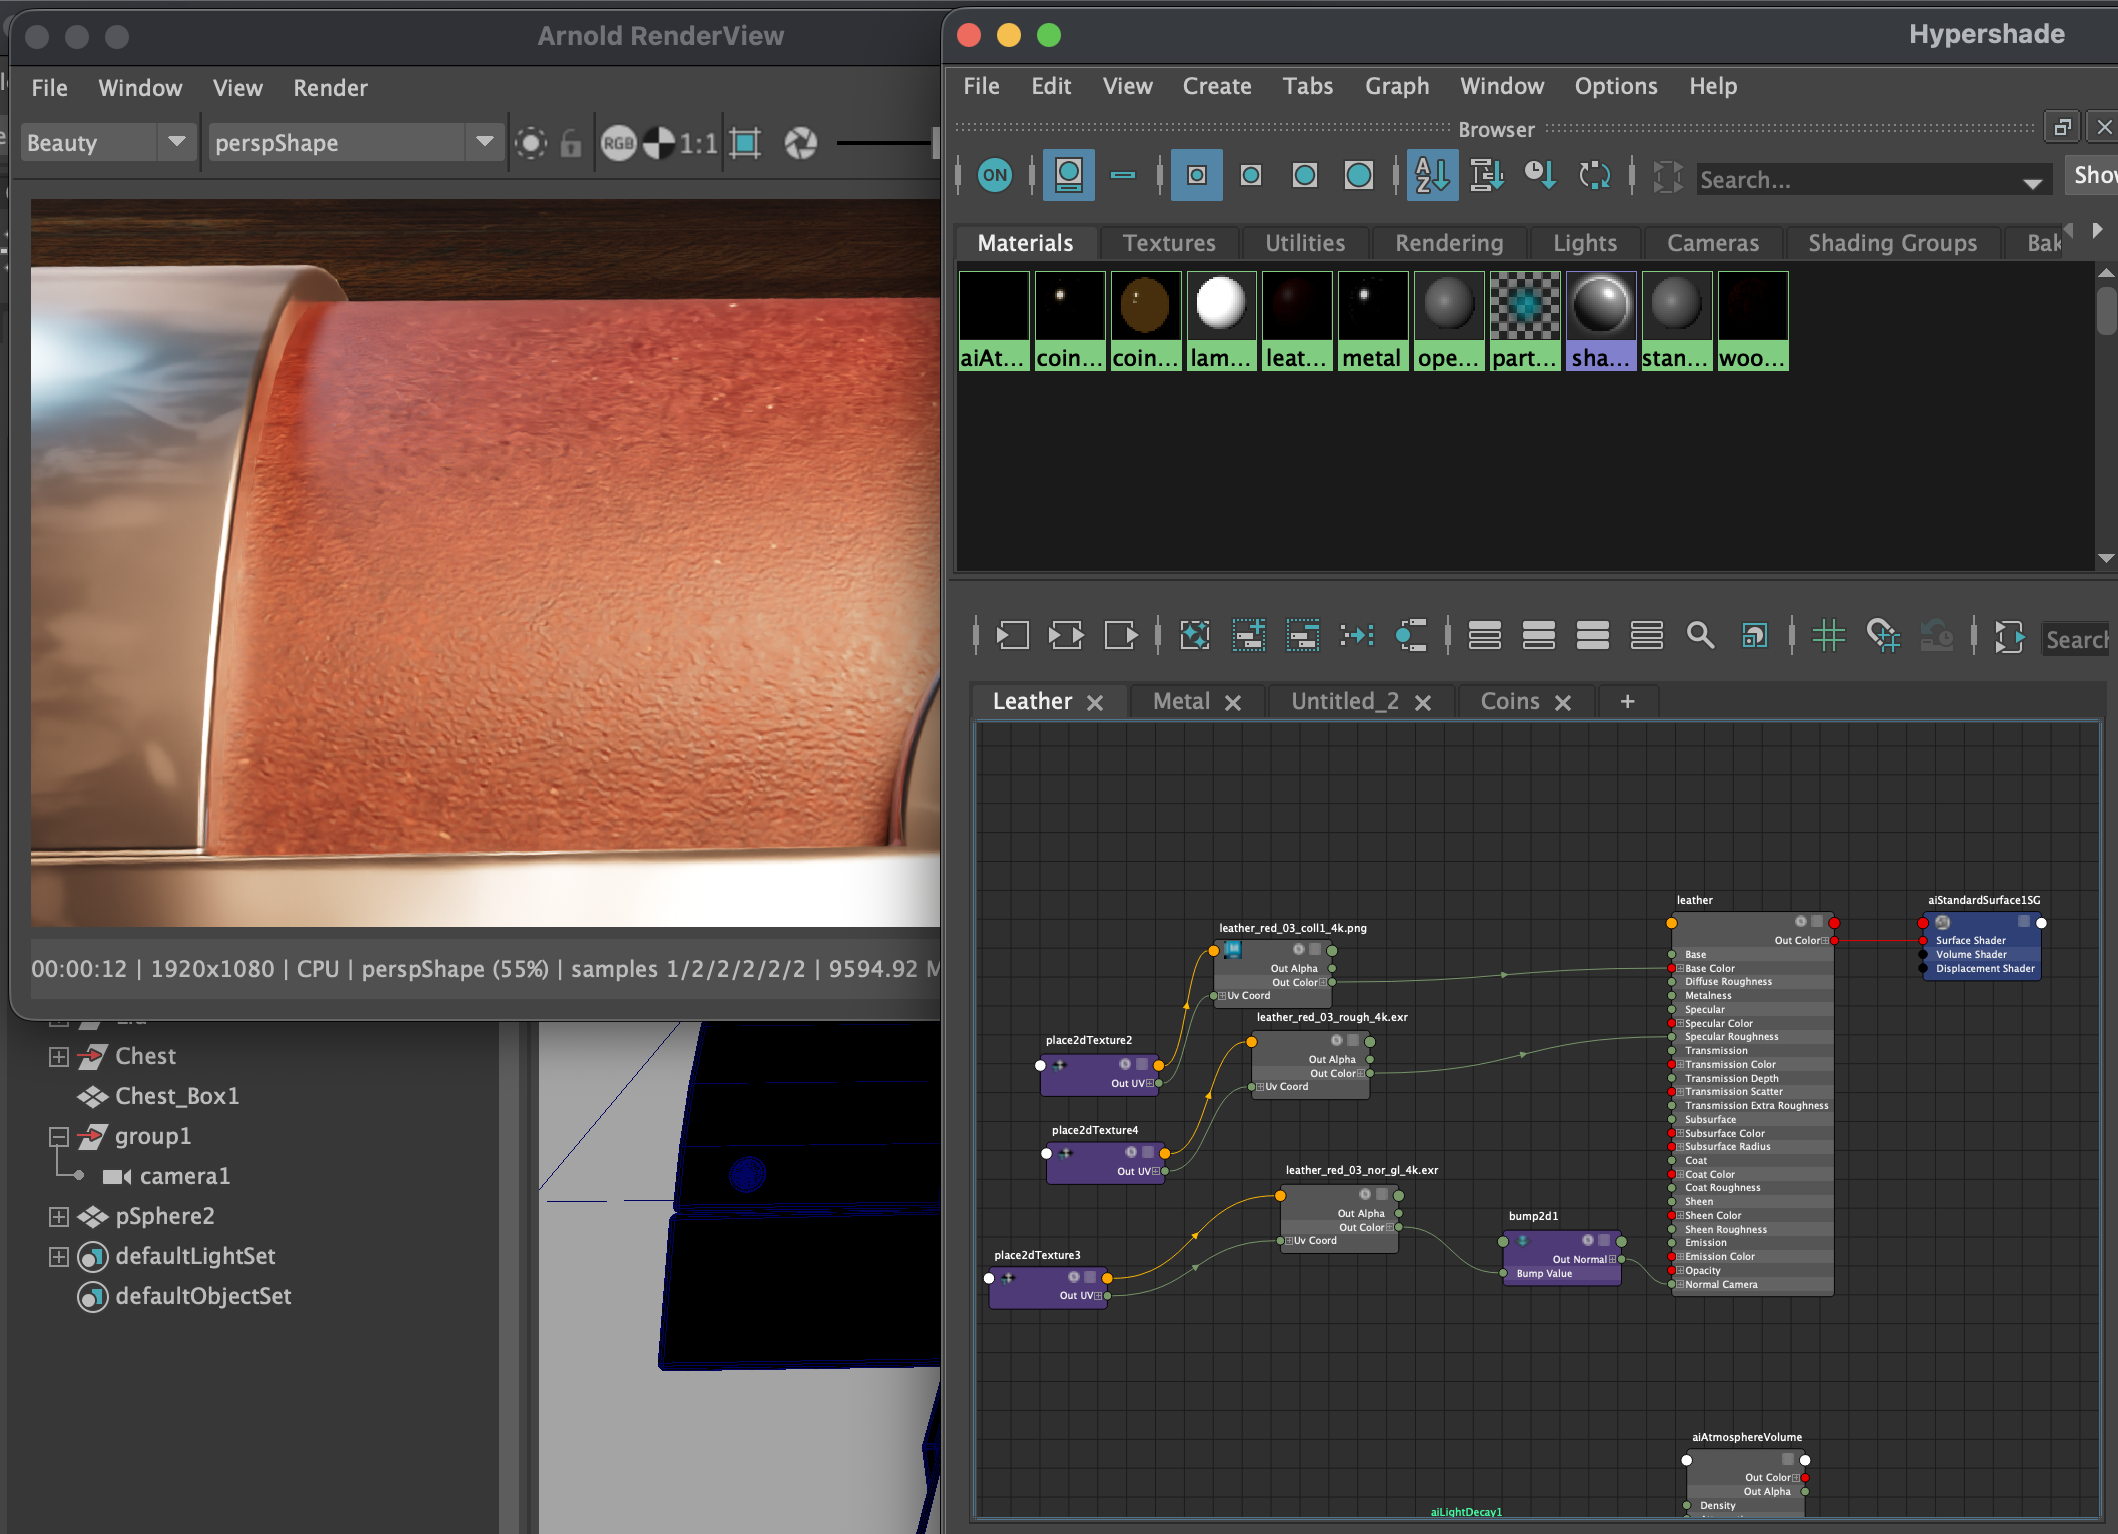 Arnold RenderView
File Window View Render
Beauty
perspShape
RGB
1:1
00:00:12 | 1920x1080 | CPU | perspShape (55%) | samples 1/2/2/2/2/2 | 9594.92 M
Chest
Chest_Box1
group1
camera1
pSphere2
defaultLightSet
defaultObjectSet
Hypershade
File Edit View Create Tabs Graph Window Options Help
Browser
ON
AZ
Search...
Show
Materials Textures Utilities Rendering Lights Cameras Shading Groups Bak
aiAt... coin... coin... lam... leat... metal ope... part... sha... stan... woo...
Search
Leather Metal Untitled_2 Coins +
leather_red_03_coll1_4k.png
Out Alpha
Out Color
Uv Coord
leather_red_03_rough_4k.exr
Out Alpha
Out Color
Uv Coord
place2dTexture2
Out UV
place2dTexture4
Out UV
leather_red_03_nor_gl_4k.exr
Out Alpha
Out Color
Uv Coord
place2dTexture3
Out UV
bump2d1
Out Normal
Bump Value
leather
Out Color
Base
Base Color
Diffuse Roughness
Metalness
Specular
Specular Color
Specular Roughness
Transmission
Transmission Color
Transmission Depth
Transmission Scatter
Transmission Extra Roughness
Subsurface
Subsurface Color
Subsurface Radius
Coat
Coat Color
Coat Roughness
Sheen
Sheen Color
Sheen Roughness
Emission
Emission Color
Opacity
Normal Camera
aiStandardSurface1SG
Surface Shader
Volume Shader
Displacement Shader
aiAtmosphereVolume
Out Color
Out Alpha
Density
aiLightDecay1